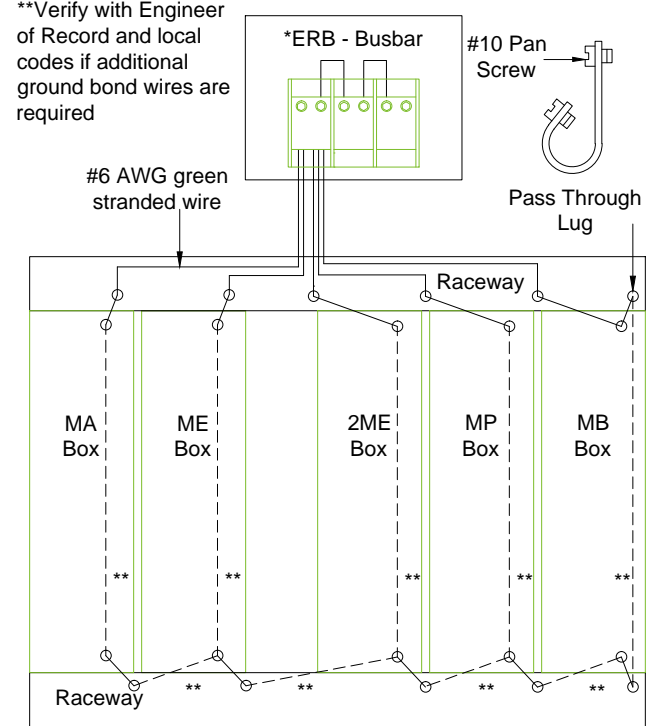 **Verify with Engineer
of Record and local
codes if additional
ground bond wires are
required
*ERB - Busbar
#10 Pan
Screw
#6 AWG green
stranded wire
Pass Through
Lug
Raceway
MA
Box
ME
Box
2ME
Box
MP
Box
MB
Box
**
**
**
**
**
Raceway
**
**
**
**